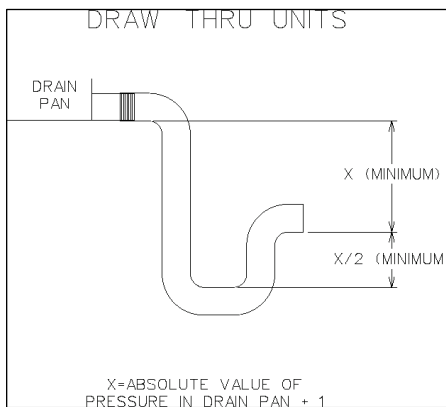 DRAW THRU UNITS
DRAIN
PAN
X (MINIMUM)
X/2 (MINIMUM
X=ABSOLUTE VALUE OF
PRESSURE IN DRAIN PAN + 1